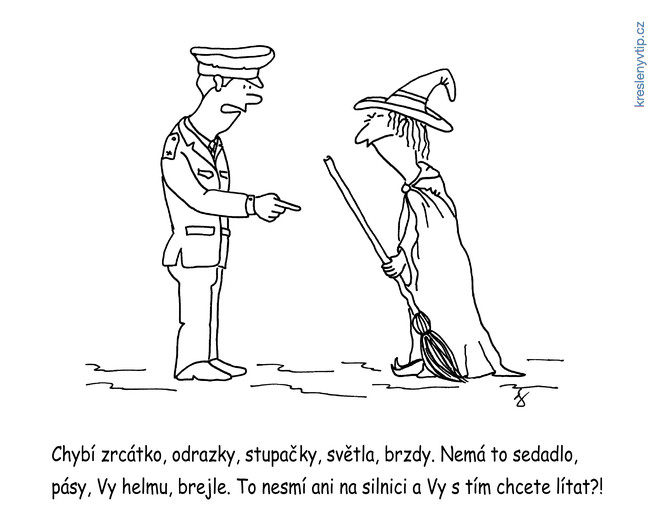 kreslenyvtip.cz
Chybí zrcátko, odrazky, stupačky, světla, brzdy. Nemá to sedadlo,
pásy, Vy helmu, brejle. To nesmí ani na silnici a Vy s tím chcete lítat?!